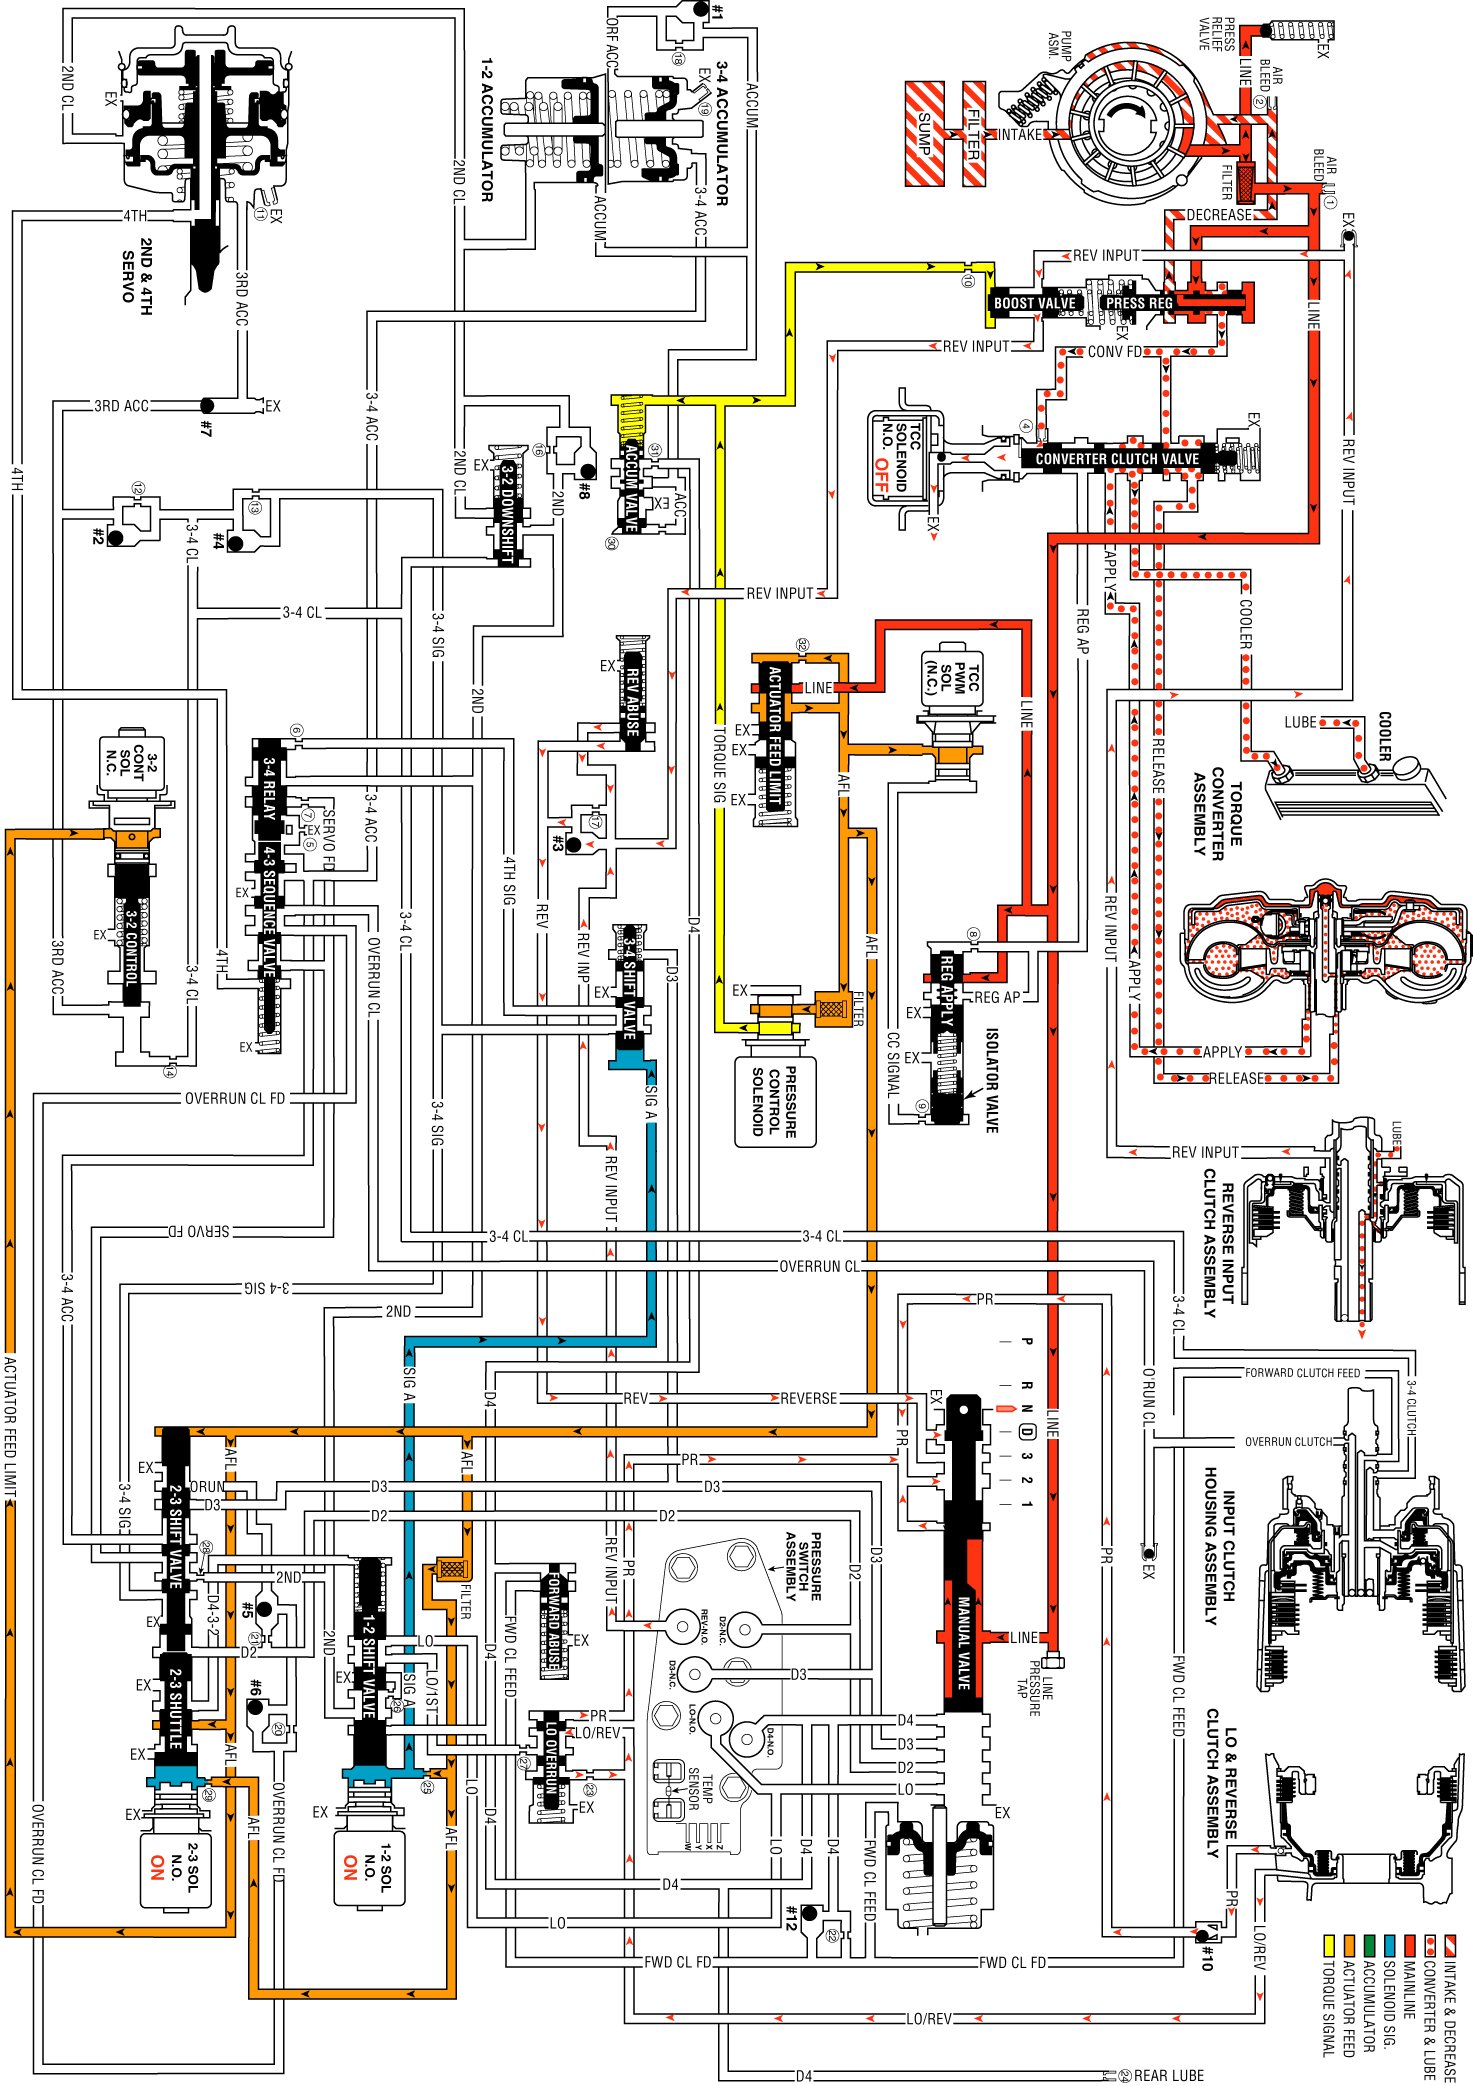 #1
ORF ACC
18
EX
19
ACCUM
3-4 ACCUMULATOR
1-2 ACCUMULATOR
2ND CL
EX
2ND CL
ACCUM
3-4 ACC
4TH
2ND & 4TH
SERVO
11
EX
3RD ACC
3RD ACC
#7
EX
PUMP
ASM.
SUMP
FILTER
INTAKE
PRESS
RELIEF
VALVE
LINE
EX
AIR
BLEED
2
FILTER
AIR
BLEED
1
DECREASE
EX
REV INPUT
10
BOOST VALVE
PRESS REG
EX
LINE
REV INPUT
CONV FD
REV INPUT
TCC
SOLENOID
N.O.
OFF
4
EX
CONVERTER CLUTCH VALVE
EX
3-4 ACC
2ND CL
16
#8
EX
3-2 DOWNSHIFT
2ND
31
ACCUM VALVE
EX
ACC
30
4TH
12
#2
13
#4
3-4 CL
3-4 CL
3-4 SIG
REV INPUT
APPLY
REG AP
COOLER
32
LINE
ACTUATOR FEED LIMIT
EX
EX
EX
TCC
PWM
SOL
(N.C.)
LINE
EX
REV ABUSE
2ND
TORQUE SIG
AFL
RELEASE
LUBE
COOLER
TORQUE
CONVERTER
ASSEMBLY
3-2
CONT
SOL
N.C.
6
3-4 RELAY
7
EX
5
SERVO FD
4-3 SEQUENCE VALVE
EX
EX
3-4 ACC
17
#3
4TH SIG
3-4 CL
D4
REV
REV INP
AFL
REV INPUT
3RD ACC
EX
3-2 CONTROL
3-4 CL
14
4TH
OVERRUN CL
3-4 SHIFT VALVE
EX
D3
EX
FILTER
PRESSURE
CONTROL
SOLENOID
8
REG APPLY
REG AP
EX
9
CC SIGNAL
ISOLATOR VALVE
APPLY
APPLY
RELEASE
OVERRUN CL FD
3-4 SIG
SIG A
REV INPUT
REV INPUT
LUBE
REVERSE INPUT
CLUTCH ASSEMBLY
SERVO FD
3-4 SIG
3-4 ACC
2ND
3-4 CL
3-4 CL
OVERRUN CL
3-4 CL
PR
P
R
N
D
3
2
1
LINE
ACTUATOR FEED LIMIT
SIG A
D4
REV
REVERSE
EX
PR
O'RUN CL
FORWARD CLUTCH FEED
OVERRUN CLUTCH
3-4 CLUTCH
INPUT CLUTCH
HOUSING ASSEMBLY
EX
3-4 SIG
2-3 SHIFT VALVE
AFL
ORUN
D3
D3
D2
AFL
PR
D3
D2
D3
D2
MANUAL VALVE
LINE
LINE
PRESSURE
TAP
PR
28
2ND
EX
D4-3-2
#5
21
D2
2ND
1-2 SHIFT VALVE
EX
26
FILTER
LO
LO/1ST
SIG A
D4
FWD CL FEED
FORWARD ABUSE
EX
REV INPUT
PR
PRESSURE
SWITCH
ASSEMBLY
REV-N.O.
D2-N.C.
D3-N.C.
LO-N.O.
D4-N.O.
TEMP
SENSOR
W
Y
X
Z
D3
D4
D3
D2
LO
EX
FWD CL FEED
EX
2-3 SHUTTLE
EX
AFL
#6
20
29
EX
2-3 SOL
N.O.
ON
AFL
OVERRUN CL FD
25
EX
1-2 SOL
N.O.
ON
AFL
PR
LO/REV
LO OVERRUN
27
23
EX
LO
D4
LO
D4
D4
FWD CL FEED
D4
LO
#12
22
FWD CL FD
FWD CL FD
OVERRUN CL FD
LO & REVERSE
CLUTCH ASSEMBLY
PR
LO/REV
#10
LO/REV
D4
24
REAR LUBE
INTAKE & DECREASE
CONVERTER & LUBE
MAINLINE
SOLENOID SIG.
ACCUMULATOR
ACTUATOR FEED
TORQUE SIGNAL